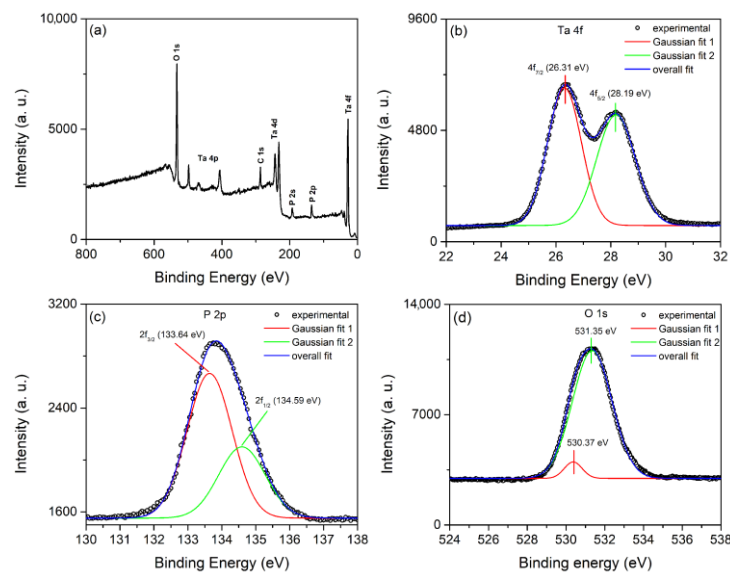 (a)
10,000
5000
0
Intensity (a. u.)
O 1s
Ta 4p
C 1s
Ta 4d
P 2s
P 2p
Ta 4f
800 600 400 200 0
Binding Energy (eV)
(b)
Ta 4f
9600
4800
0
Intensity (a. u.)
experimental
Gaussian fit 1
Gaussian fit 2
overall fit
4f7/2 (26.31 eV)
4f5/2 (28.19 eV)
22 24 26 28 30 32
Binding Energy (eV)
(c)
P 2p
3200
2400
1600
Intensity (a. u.)
experimental
Gaussian fit 1
Gaussian fit 2
overall fit
2f3/2 (133.64 eV)
2f1/2 (134.59 eV)
130 131 132 133 134 135 136 137 138
Binding Energy (eV)
(d)
O 1s
14,000
7000
0
Intensity (a. u.)
experimental
Gaussian fit 1
Gaussian fit 2
overall fit
531.35 eV
530.37 eV
524 526 528 530 532 534 536 538
Binding energy (eV)